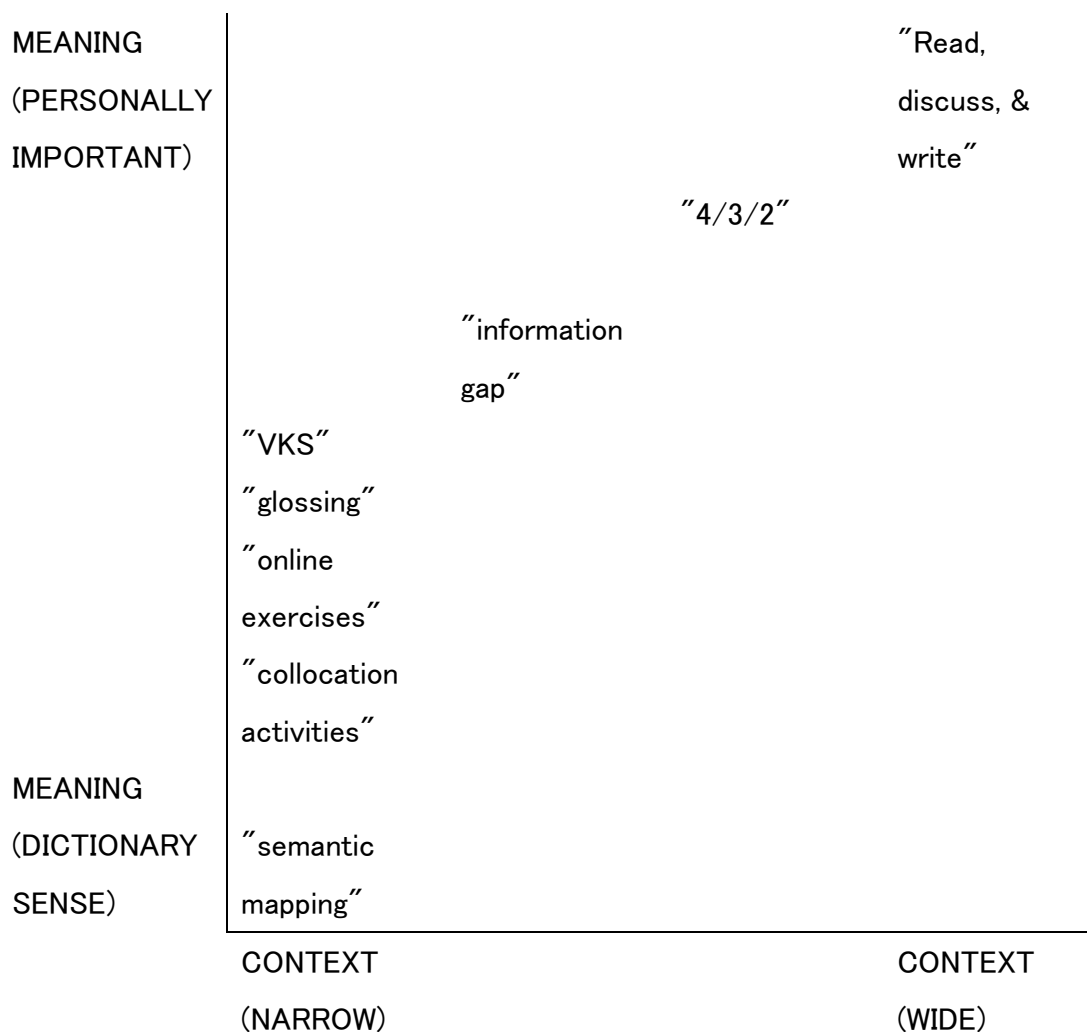 MEANING "Read,
(PERSONALLY discuss, &
IMPORTANT) write"
"4/3/2"
"information
gap"
"VKS"
"glossing"
"online
exercises"
"collocation
activities"
MEANING
(DICTIONARY "semantic
SENSE) mapping"
CONTEXT CONTEXT
(NARROW) (WIDE)